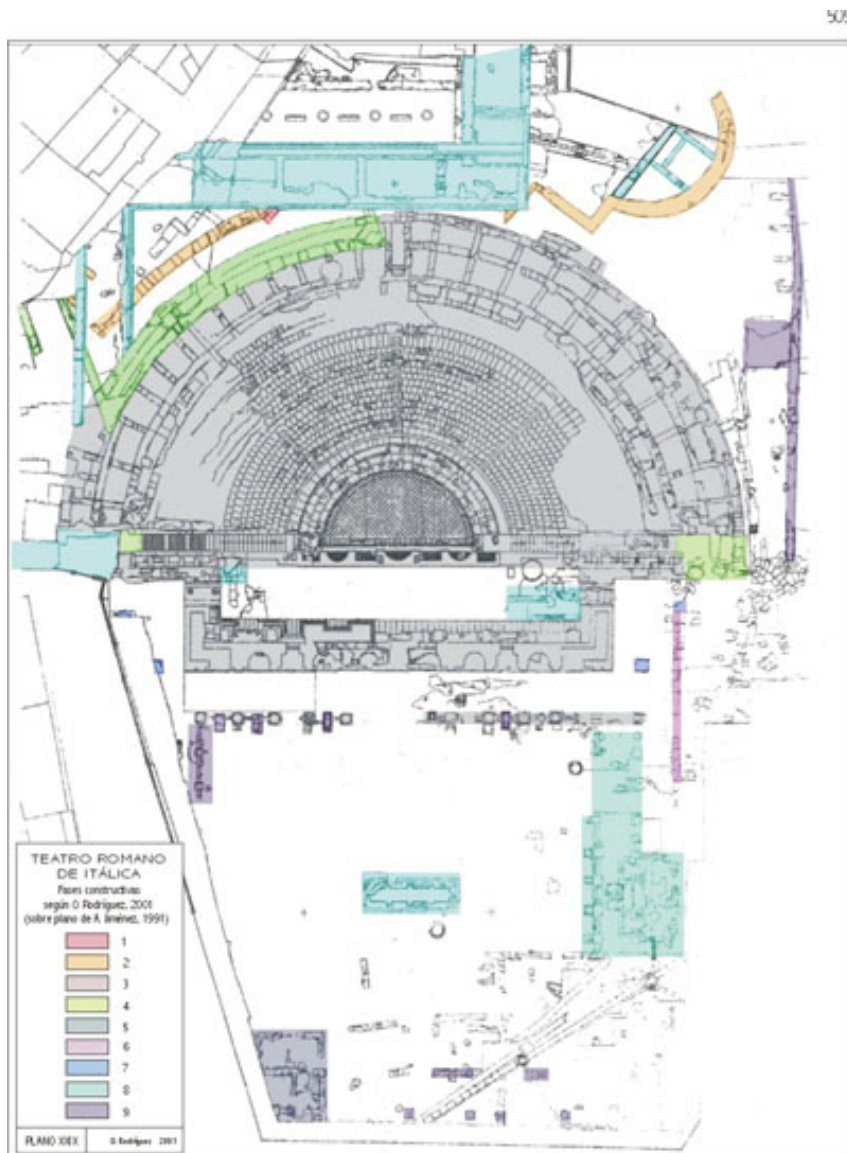 505
TEATRO ROMANO
DE ITÁLICA
Fases constructivas
según O. Rodríguez, 2001
(sobre plano de A. Jiménez, 1991)
1
2
3
4
5
6
7
8
9
PLANO XXIX
O. Rodríguez 2001